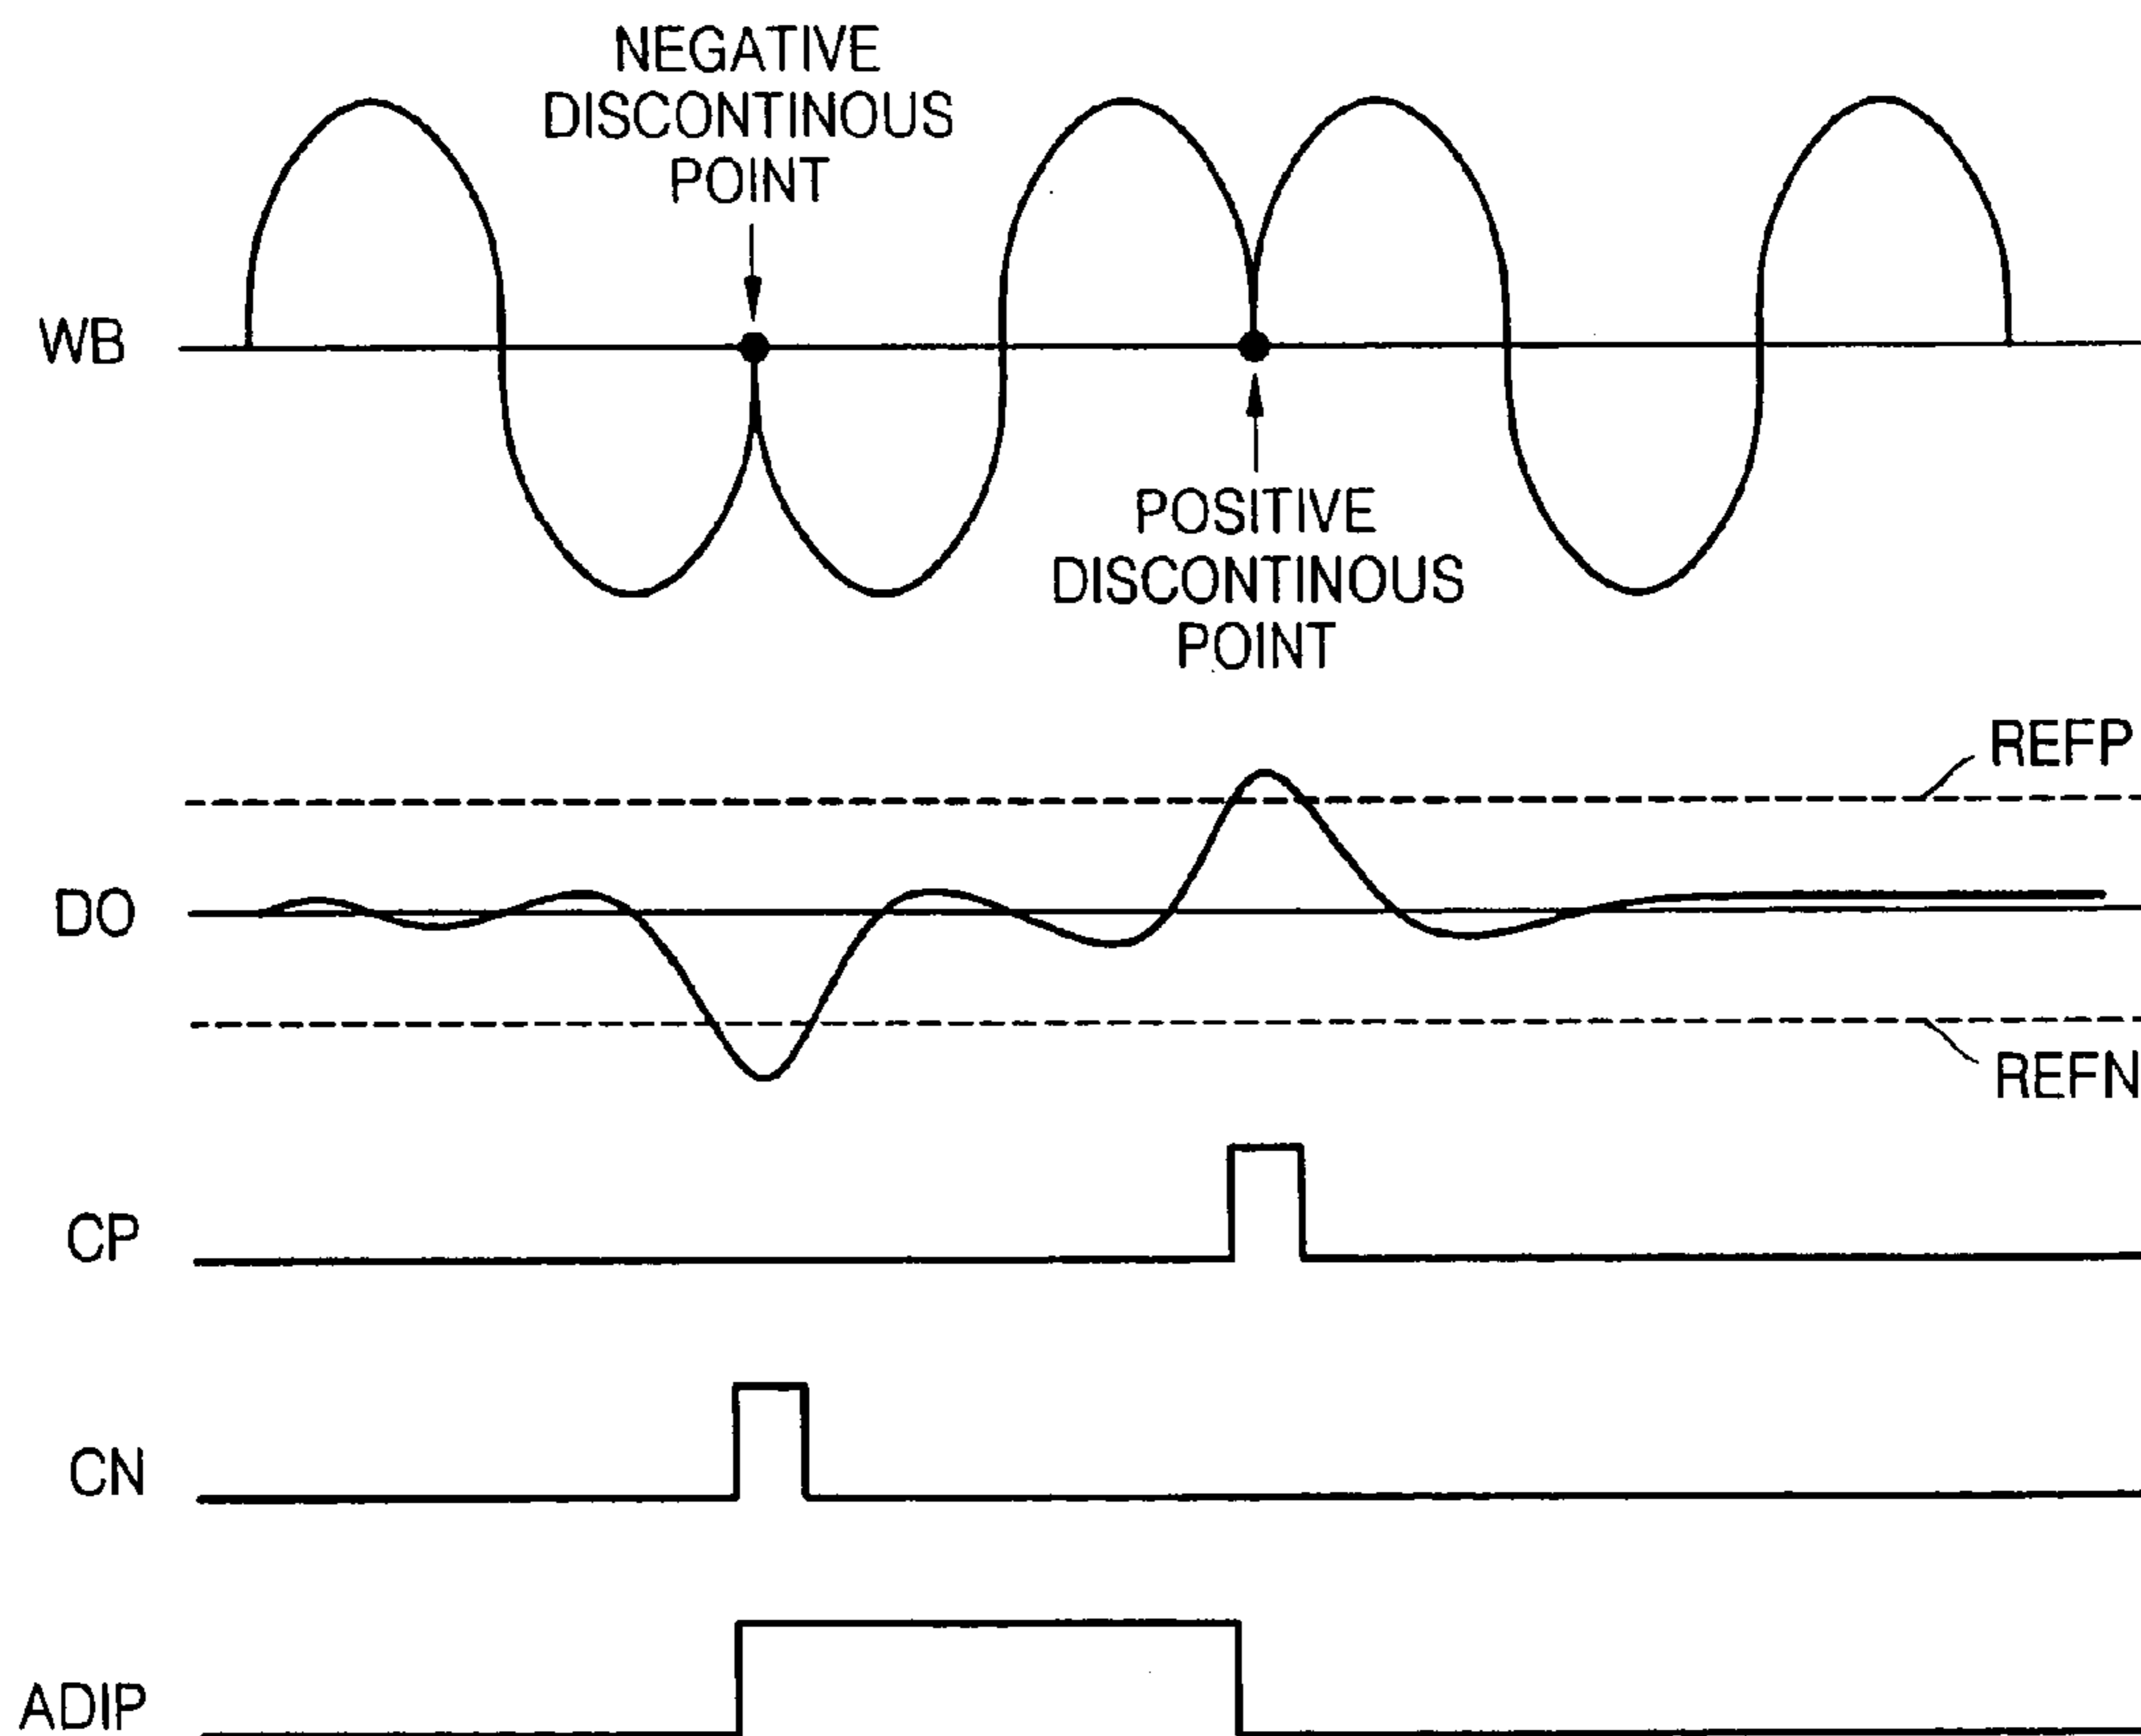 NEGATIVE
DISCONTINOUS
POINT
WB
POSITIVE
DISCONTINOUS
POINT
REFP
DO
REFN
CP
CN
ADIP